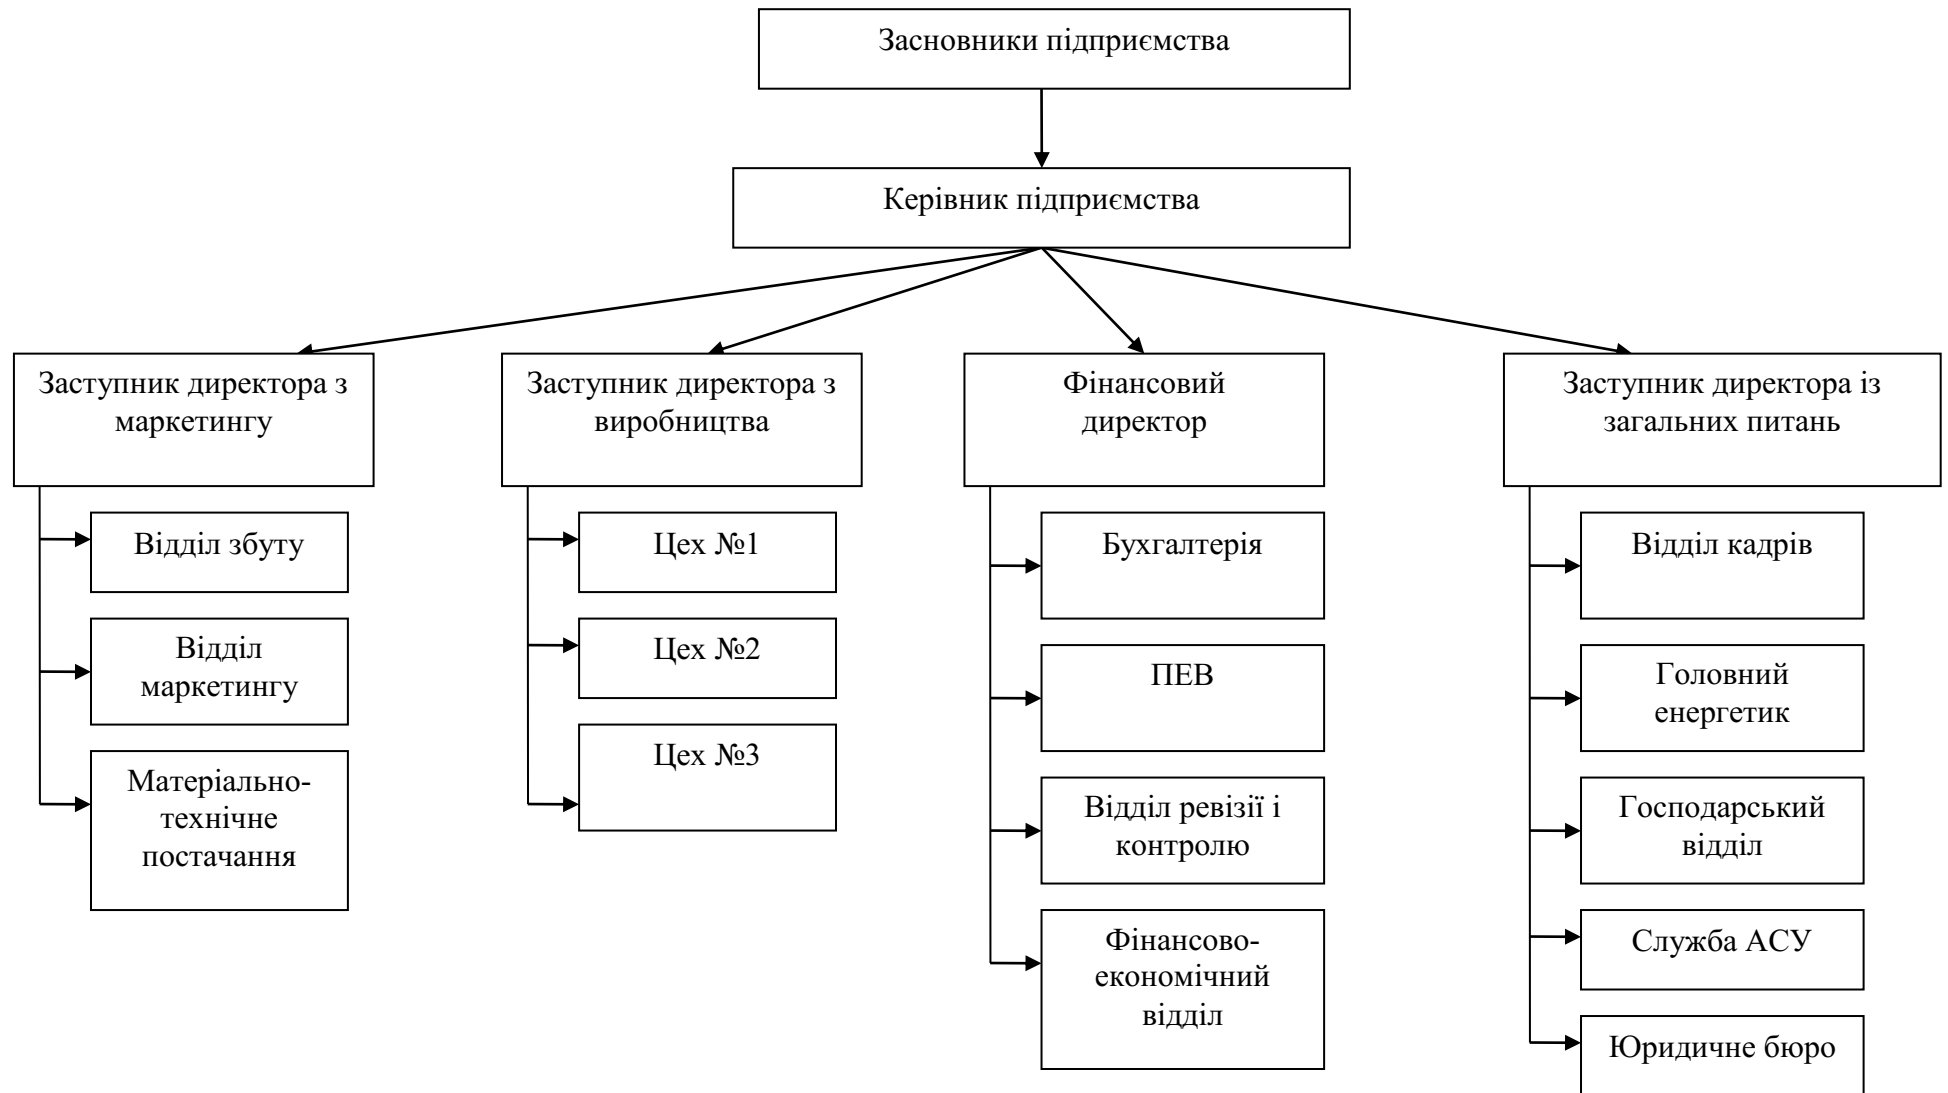 Засновники підприємства
Керівник підприємства
Заступник директора з
маркетингу
Відділ збуту
Відділ
маркетингу
Матеріально-
технічне
постачання
Заступник директора з
виробництва
Цех №1
Цех №2
Цех №3
Фінансовий
директор
Бухгалтерія
ПЕВ
Відділ ревізії і
контролю
Фінансово-
економічний
відділ
Заступник директора із
загальних питань
Відділ кадрів
Головний
енергетик
Господарський
відділ
Служба АСУ
Юридичне бюро